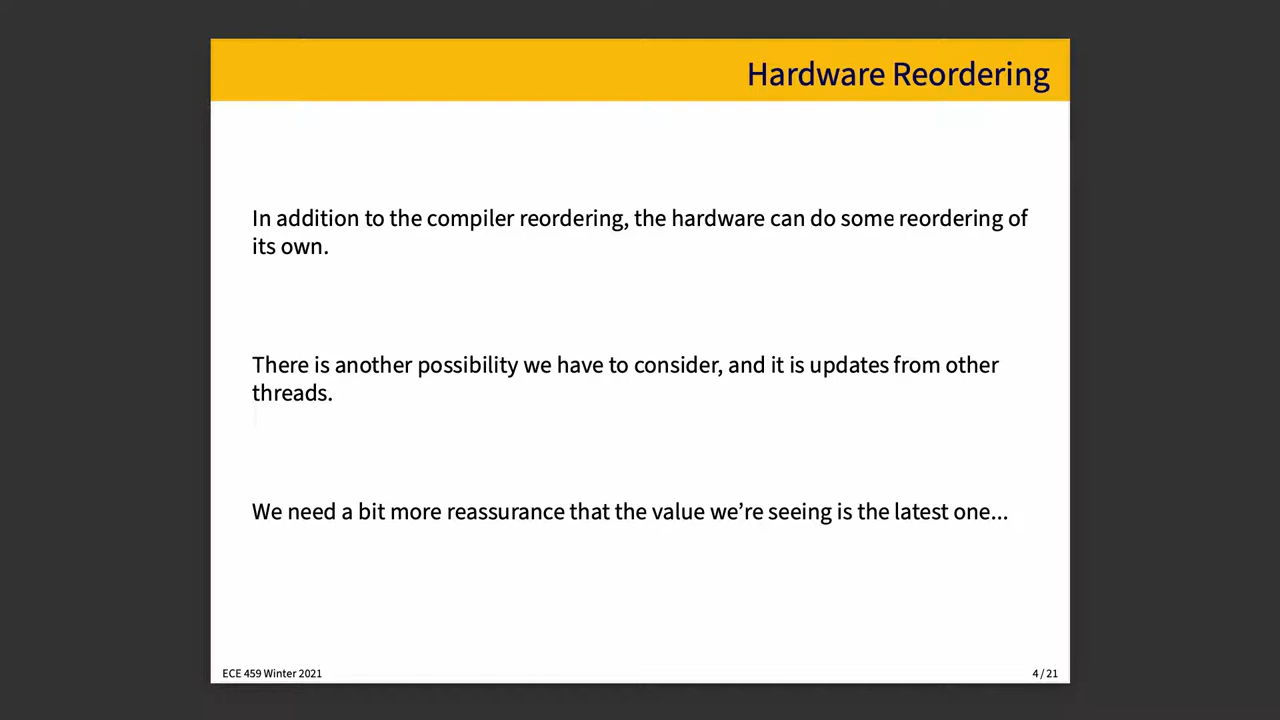 Hardware Reordering
In addition to the compiler reordering, the hardware can do some reordering of
its own.
There is another possibility we have to consider, and it is updates from other
threads.
We need a bit more reassurance that the value we’re seeing is the latest one...
ECE 459 Winter 2021
4 / 21